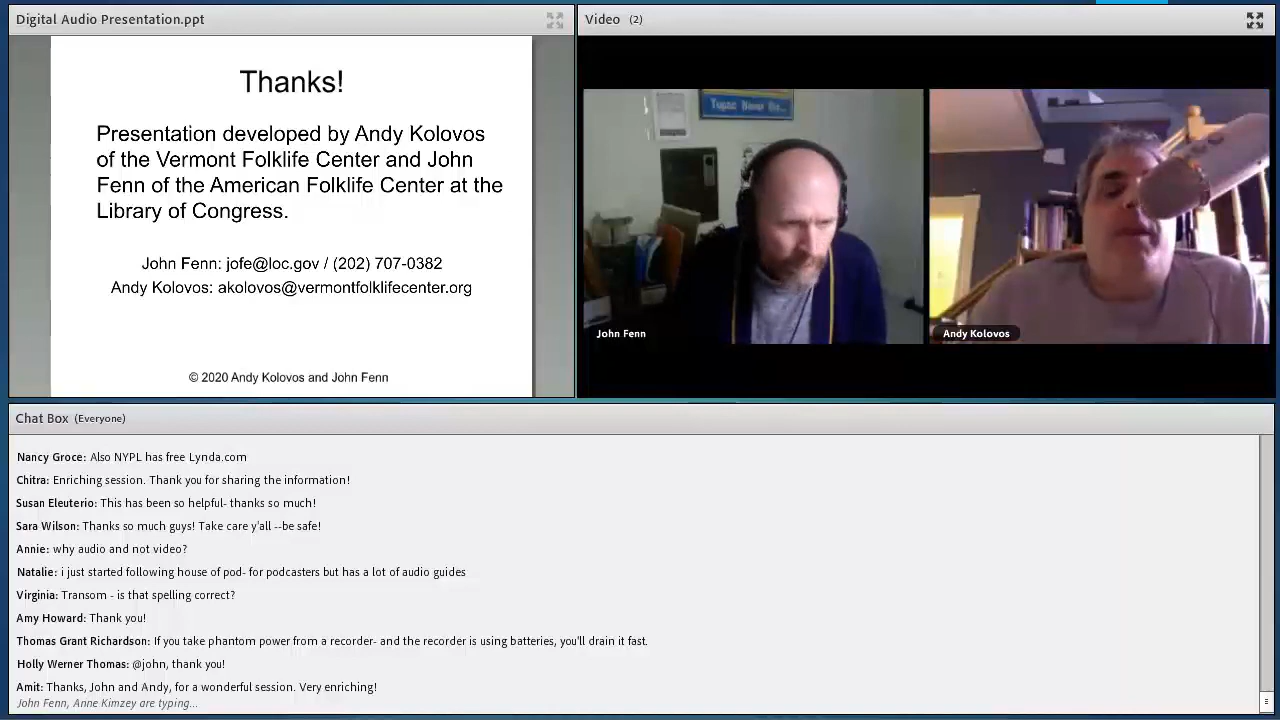 Digital Audio Presentation.ppt
Thanks!
Presentation developed by Andy Kolovos
of the Vermont Folklife Center and John
Fenn of the American Folklife Center at the
Library of Congress.
John Fenn: jofe@loc.gov / (202) 707-0382
Andy Kolovos: akolovos@vermontfolklifecenter.org
© 2020 Andy Kolovos and John Fenn
Video (2)
Tupac Never
John Fenn
Andy Kolovos
Chat Box (Everyone)
Nancy Groce: Also NYPL has free Lynda.com
Chitra: Enriching session. Thank you for sharing the information!
Susan Eleuterio: This has been so helpful- thanks so much!
Sara Wilson: Thanks so much guys! Take care y'all --be safe!
Annie: why audio and not video?
Natalie: i just started following house of pod- for podcasters but has a lot of audio guides
Virginia: Transom - is that spelling correct?
Amy Howard: Thank you!
Thomas Grant Richardson: If you take phantom power from a recorder- and the recorder is using batteries, you'll drain it fast.
Holly Werner Thomas: @john, thank you!
Amit: Thanks, John and Andy, for a wonderful session. Very enriching!
John Fenn, Anne Kimzey are typing...